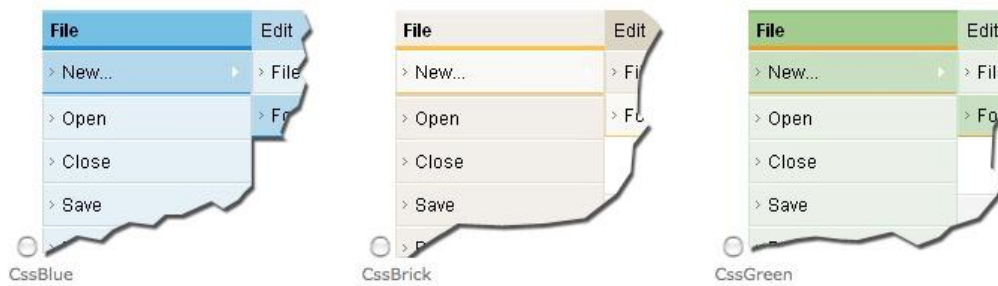 File Edit
New... File
Open
Close
Save
CssBlue
File Edit
New...
Open
Close
Save
CssBrick
File Edit
New...
Open
Close
Save
CssGreen